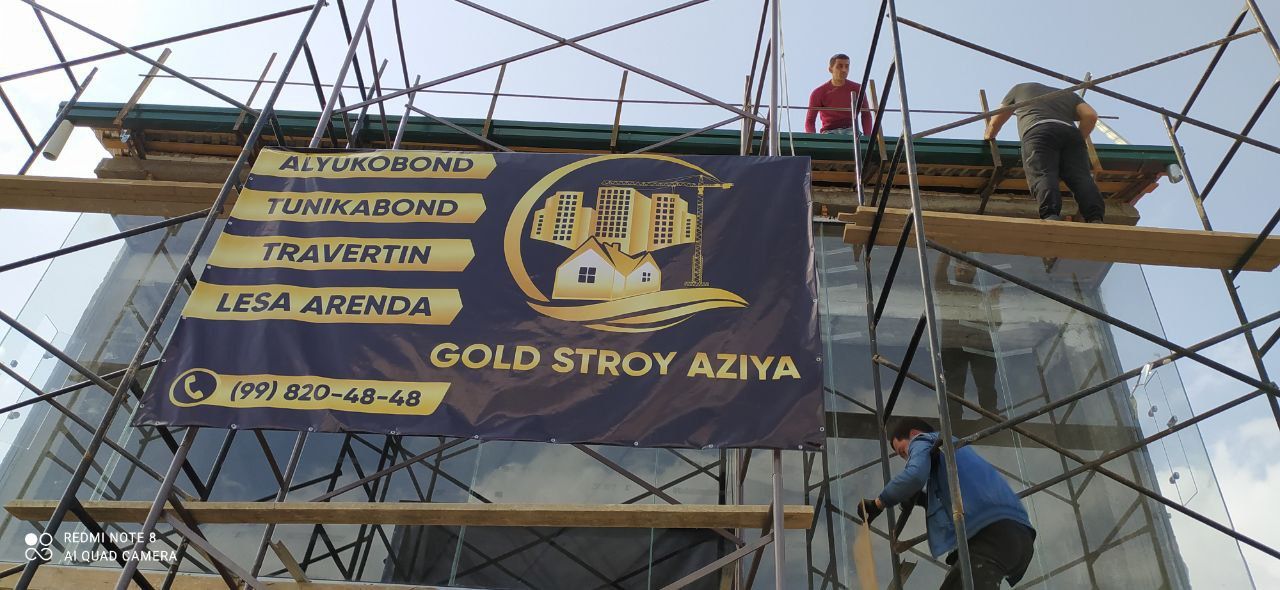 ALYUKOBOND
TUNIKABOND
TRAVERTIN
LESA ARENDA
GOLD STROY AZIYA
(99) 820-48-48
REDMI NOTE 8
AI QUAD CAMERA